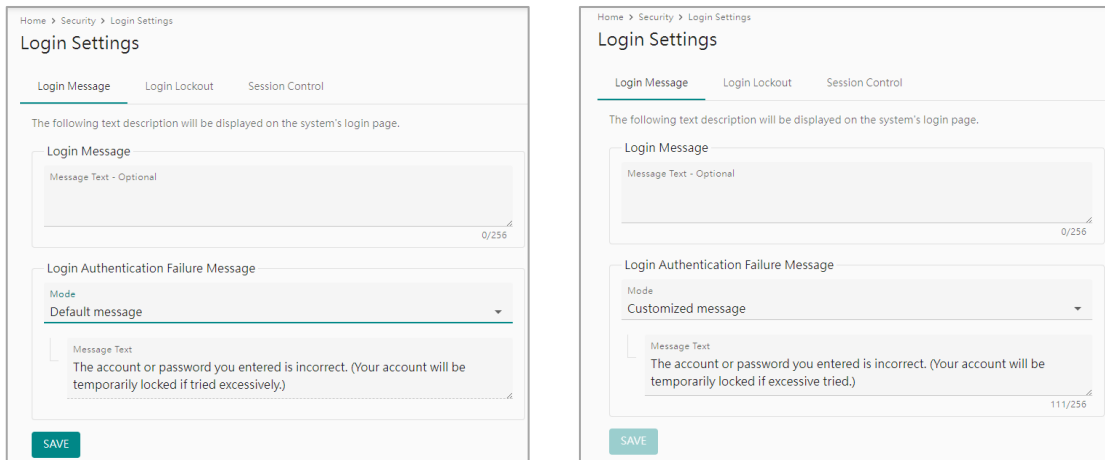 Home > Security > Login Settings
Login Settings
Login Message Login Lockout Session Control
The following text description will be displayed on the system's login page.
Login Message
Message Text - Optional
0/256
Login Authentication Failure Message
Mode
Default message
Message Text
The account or password you entered is incorrect. (Your account will be
temporarily locked if tried excessively.)
SAVE
Home > Security > Login Settings
Login Settings
Login Message Login Lockout Session Control
The following text description will be displayed on the system's login page.
Login Message
Message Text - Optional
0/256
Login Authentication Failure Message
Mode
Customized message
Message Text
The account or password you entered is incorrect. (Your account will be
temporarily locked if excessive tried.)
111/256
SAVE